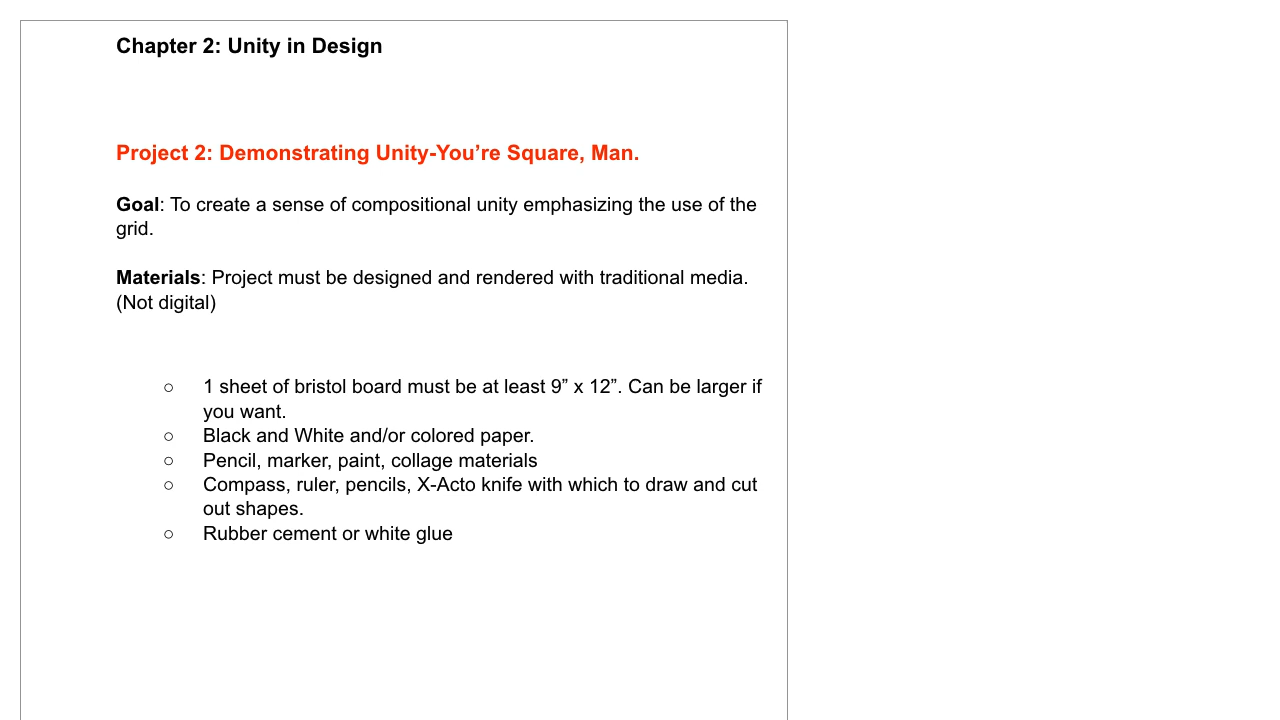 Chapter 2: Unity in Design
Project 2: Demonstrating Unity-You’re Square, Man.
Goal: To create a sense of compositional unity emphasizing the use of the
grid.
Materials: Project must be designed and rendered with traditional media.
(Not digital)
○ 1 sheet of bristol board must be at least 9” x 12”. Can be larger if
you want.
○ Black and White and/or colored paper.
○ Pencil, marker, paint, collage materials
○ Compass, ruler, pencils, X-Acto knife with which to draw and cut
out shapes.
○ Rubber cement or white glue